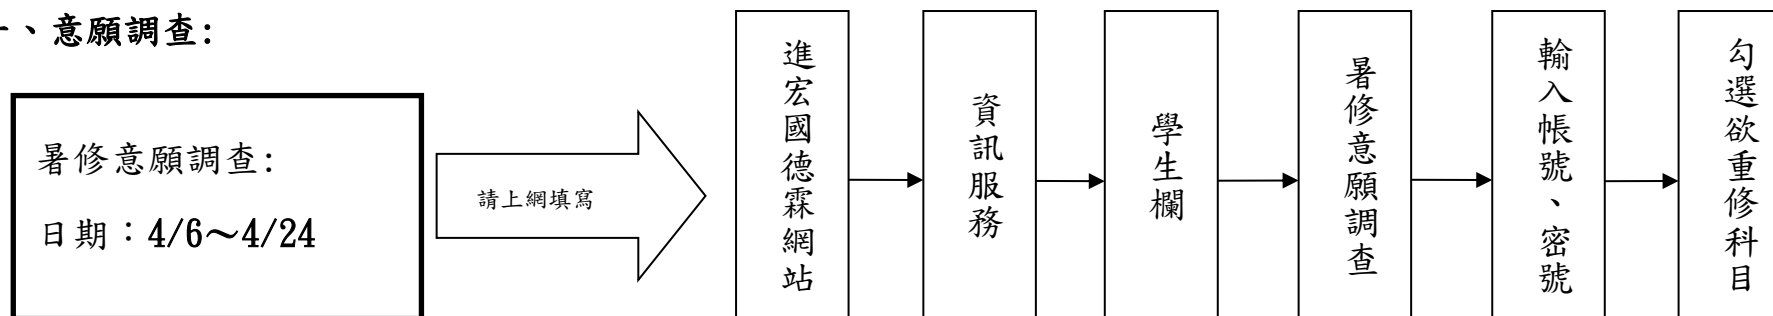 一、意願調查:
暑修意願調查:
日期：4/6～4/24
請上網填寫
進宏國德霖網站
資訊服務
學生欄
暑修意願調查
輸入帳號、密號
勾選欲重修科目